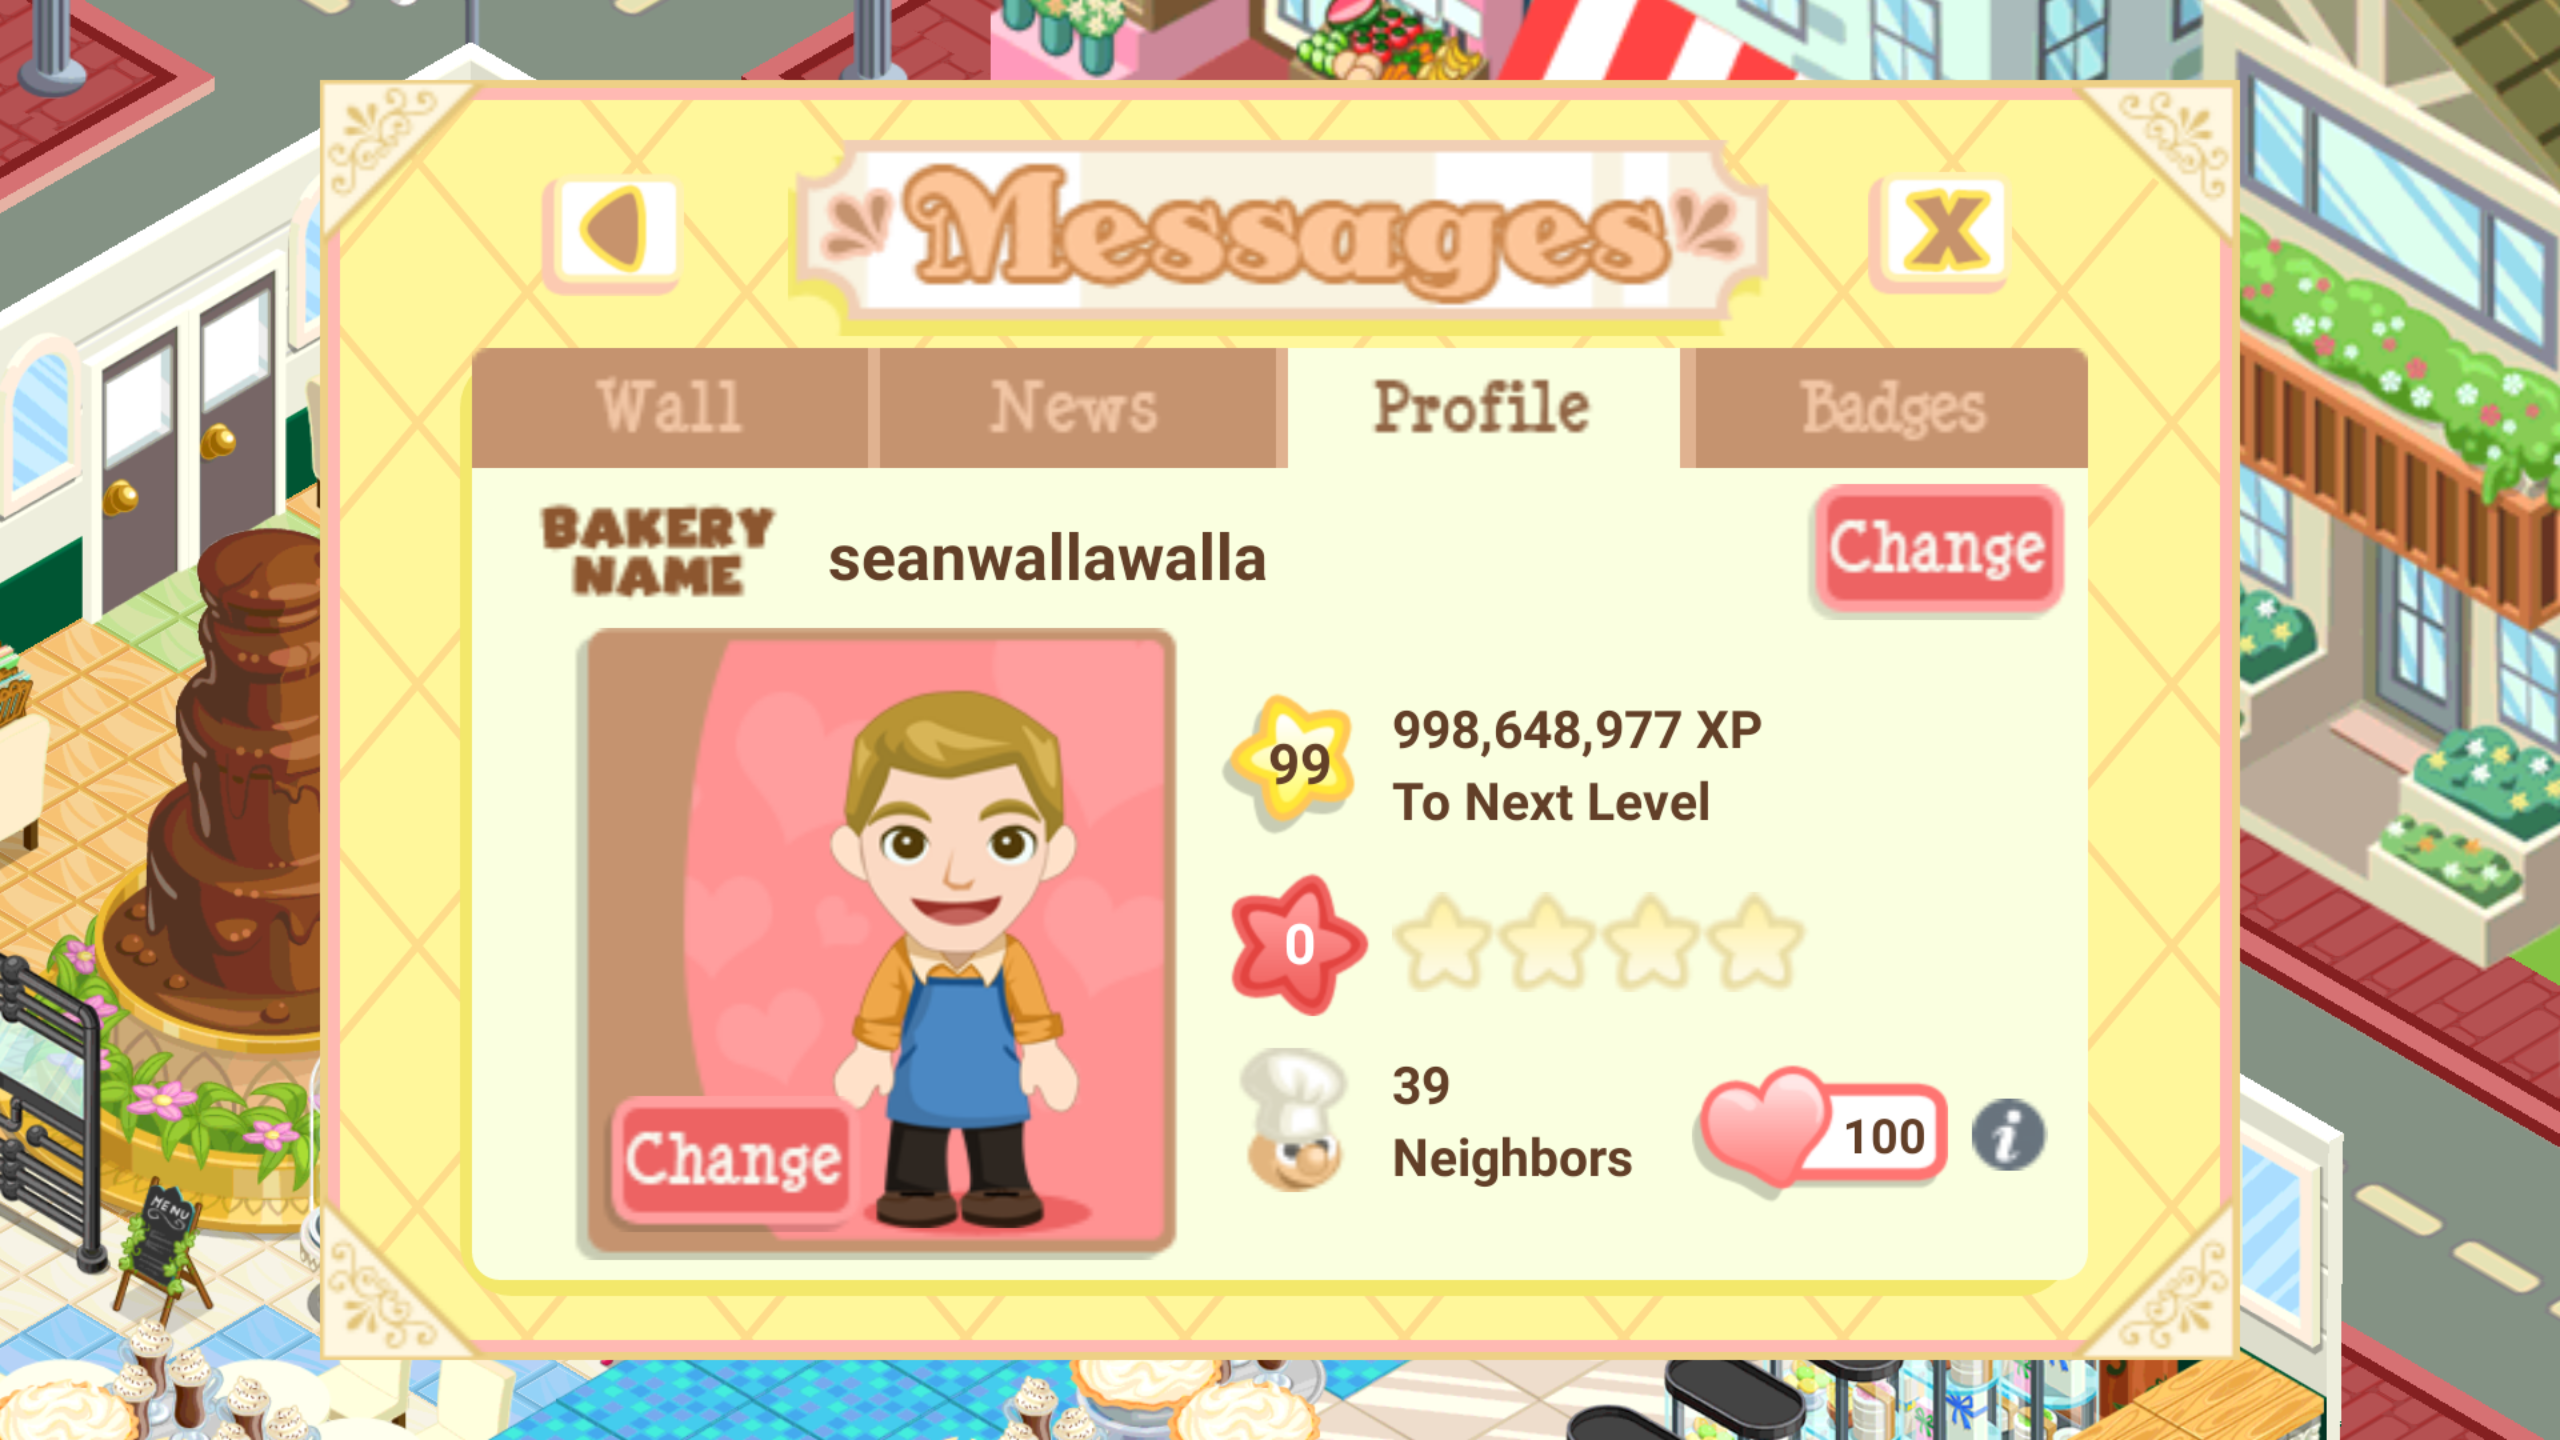 Messages
X
Wall
News
Profile
Badges
BAKERY
NAME
seanwallawalla
Change
99
998,648,977 XP
To Next Level
0
39
Neighbors
100
i
Change
MENU